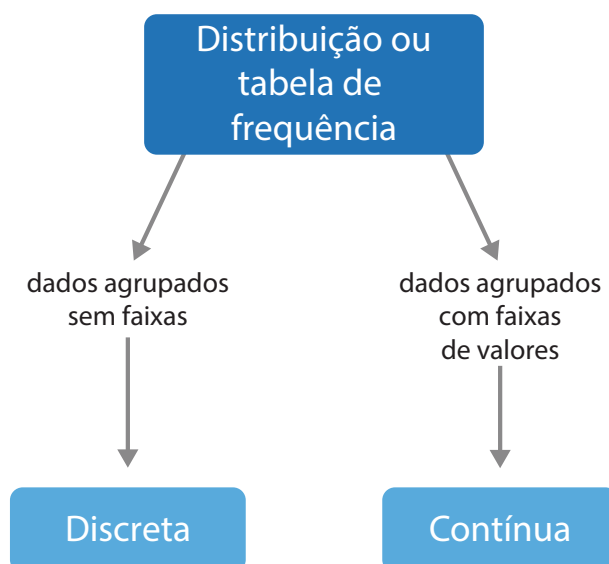 Distribuição ou
tabela de
frequência
dados agrupados
sem faixas
dados agrupados
com faixas
de valores
Discreta
Contínua